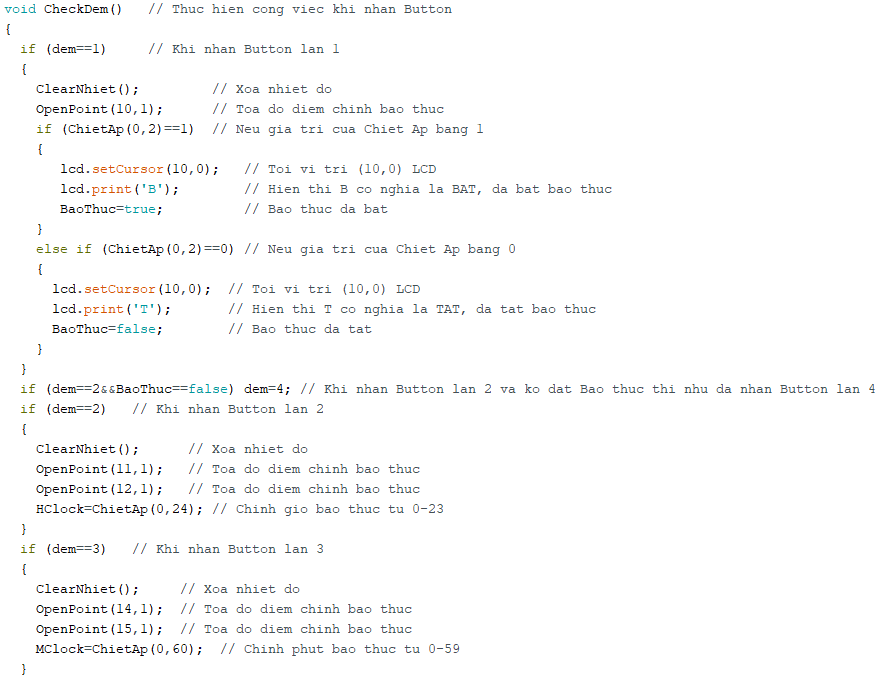 void CheckDem()   // Thuc hien cong viec khi nhan Button
{
  if (dem==1)     // Khi nhan Button lan 1
  {
    ClearNhiet();         // Xoa nhiet do
    OpenPoint(10,1);      // Toa do diem chinh bao thuc
    if (ChietAp(0,2)==1)  // Neu gia tri cua Chiet Ap bang 1
    {
       lcd.setCursor(10,0);   // Toi vi tri (10,0) LCD
       lcd.print('B');        // Hien thi B co nghia la BAT, da bat bao thuc
       BaoThuc=true;          // Bao thuc da bat
    }
    else if (ChietAp(0,2)==0) // Neu gia tri cua Chiet Ap bang 0
    {
      lcd.setCursor(10,0);  // Toi vi tri (10,0) LCD
      lcd.print('T');       // Hien thi T co nghia la TAT, da tat bao thuc
      BaoThuc=false;        // Bao thuc da tat
    }
  }
  if (dem==2&&BaoThuc==false) dem=4; // Khi nhan Button lan 2 va ko dat Bao thuc thi nhu da nhan Button lan 4
  if (dem==2)   // Khi nhan Button lan 2
  {
    ClearNhiet();      // Xoa nhiet do
    OpenPoint(11,1);   // Toa do diem chinh bao thuc
    OpenPoint(12,1);   // Toa do diem chinh bao thuc
    HClock=ChietAp(0,24); // Chinh gio bao thuc tu 0-23
  }
  if (dem==3)   // Khi nhan Button lan 3
  {
    ClearNhiet();     // Xoa nhiet do
    OpenPoint(14,1);  // Toa do diem chinh bao thuc
    OpenPoint(15,1);  // Toa do diem chinh bao thuc
    MClock=ChietAp(0,60);  // Chinh phut bao thuc tu 0-59
  }